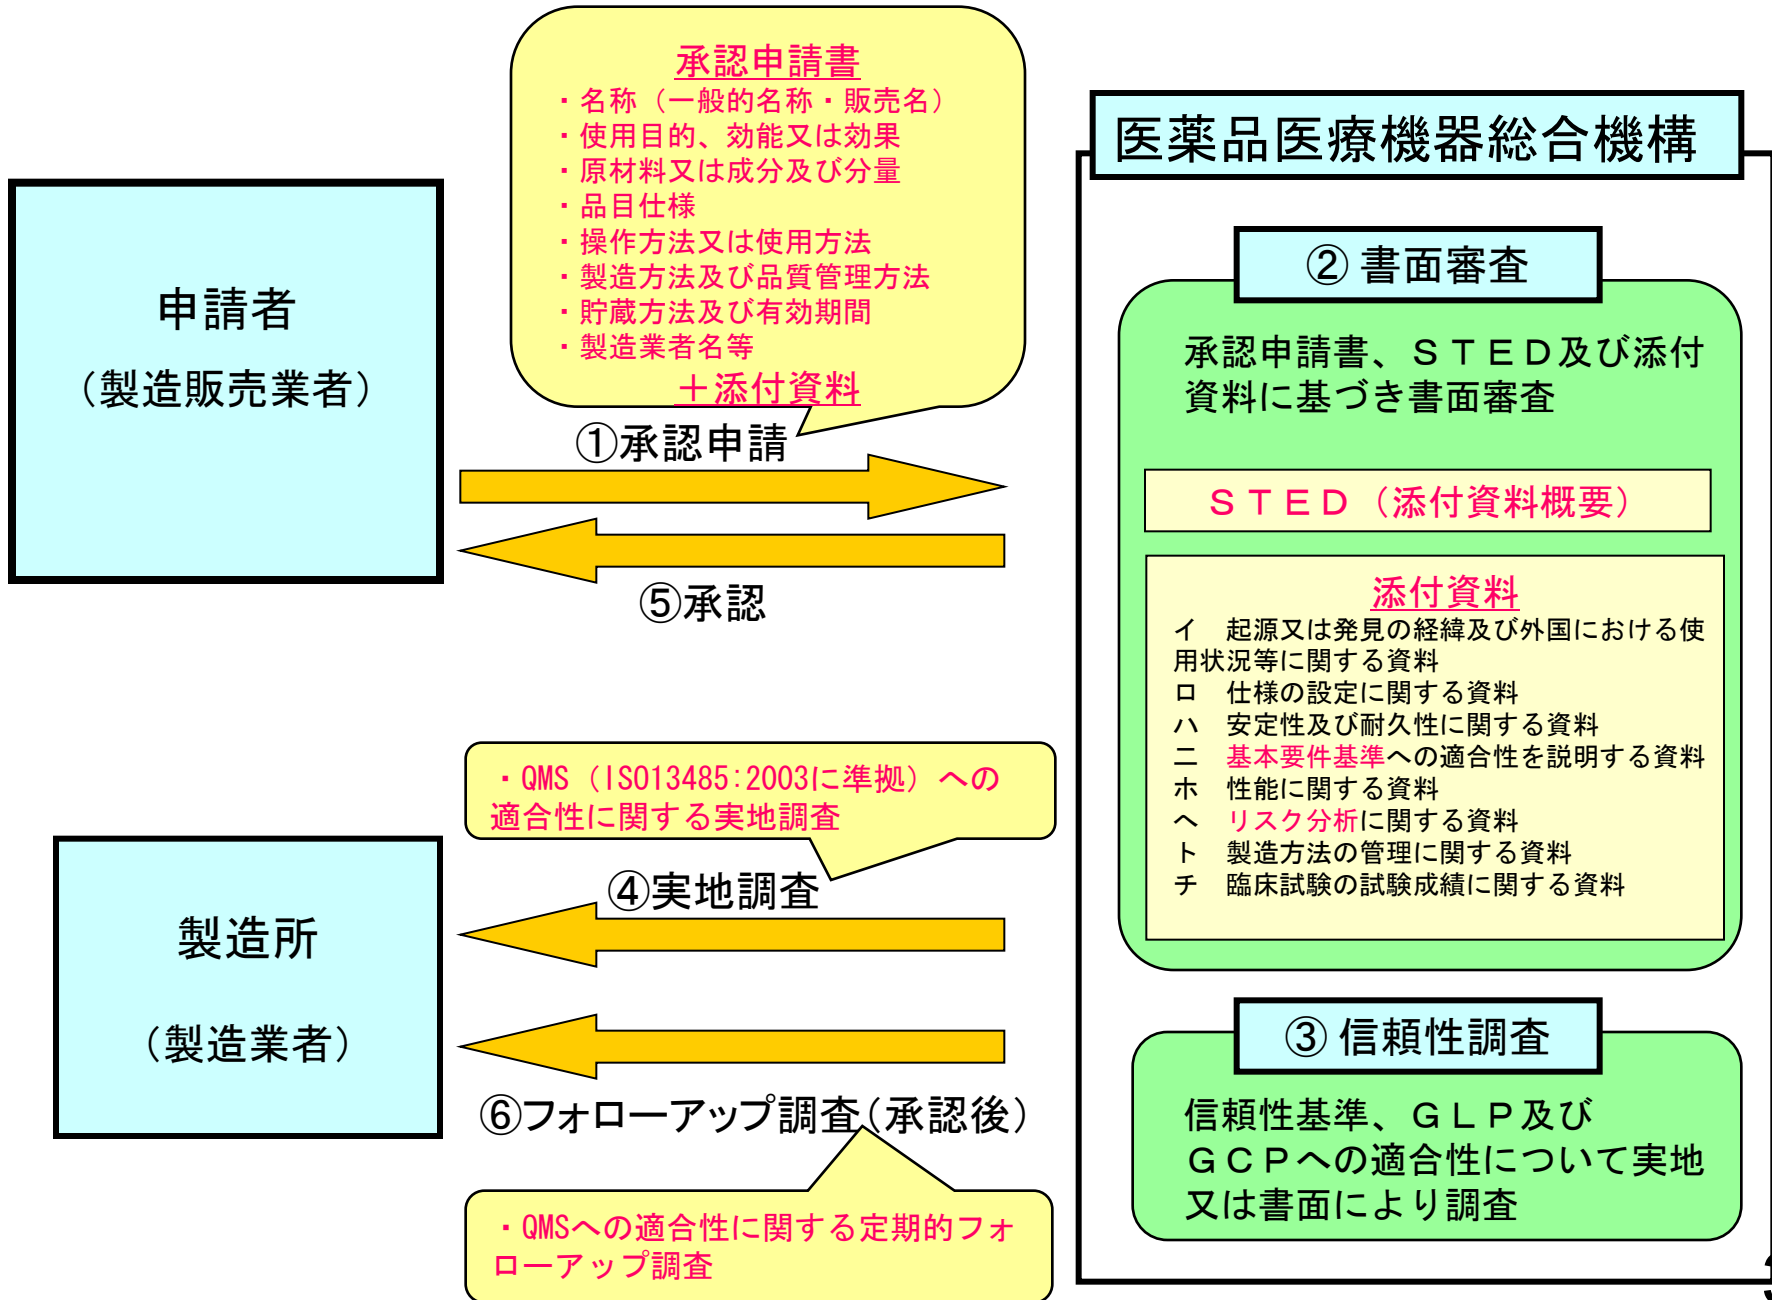 承認申請書
・名称（一般的名称・販売名）
・使用目的、効能又は効果
・原材料又は成分及び分量
・品目仕様
・操作方法又は使用方法
・製造方法及び品質管理方法
・貯蔵方法及び有効期間
・製造業者名等
＋添付資料
申請者
（製造販売業者）
①承認申請
⑤承認
・QMS（ISO13485:2003に準拠）への
適合性に関する実地調査
④実地調査
製造所
（製造業者）
⑥フォローアップ調査（承認後）
・QMSへの適合性に関する定期的フォ
ローアップ調査
医薬品医療機器総合機構
②書面審査
承認申請書、ＳＴＥＤ及び添付
資料に基づき書面審査
ＳＴＥＤ（添付資料概要）
添付資料
イ　起源又は発見の経緯及び外国における使
用状況等に関する資料
ロ　仕様の設定に関する資料
ハ　安定性及び耐久性に関する資料
ニ　基本要件基準への適合性を説明する資料
ホ　性能に関する資料
ヘ　リスク分析に関する資料
ト　製造方法の管理に関する資料
チ　臨床試験の試験成績に関する資料
③信頼性調査
信頼性基準、ＧＬＰ及び
ＧＣＰへの適合性について実地
又は書面により調査